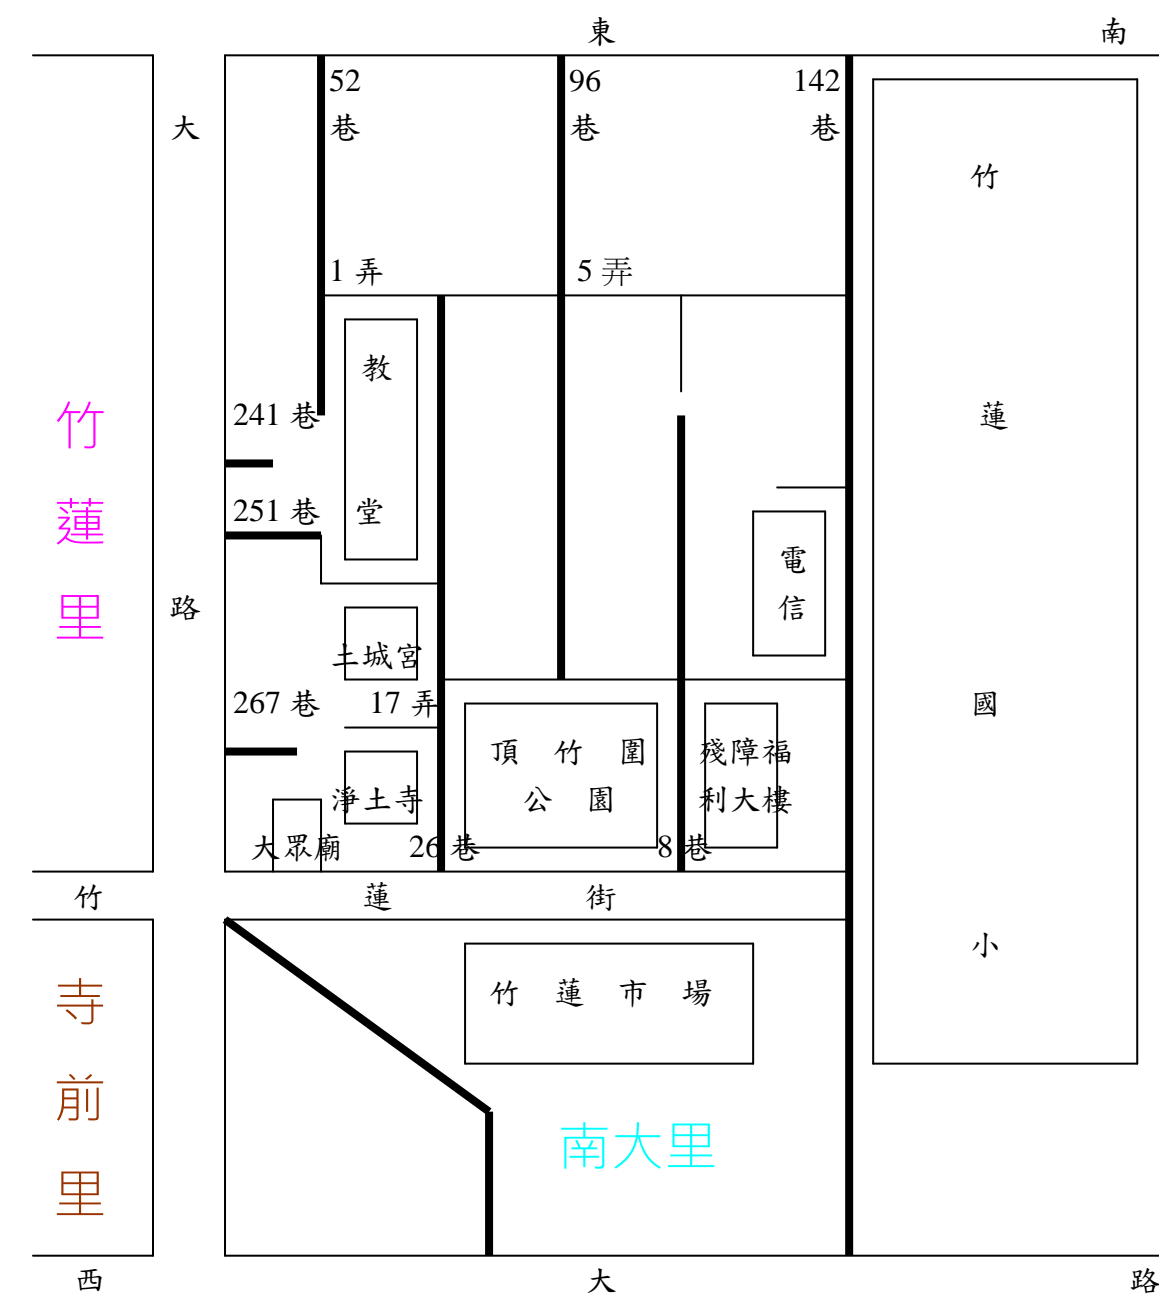 東 南
52 巷
96 巷
142 巷
大 路
竹 蓮 國 小
1 弄
5 弄
教 堂
竹 蓮 里
241 巷
251 巷
電 信
土城宮
267 巷
17 弄
頂 竹 圍
公 園
殘障福
利大樓
淨土寺
大眾廟
26 巷
8 巷
竹 蓮 街
竹 蓮 市 場
寺 前 里
南大里
西 大 路